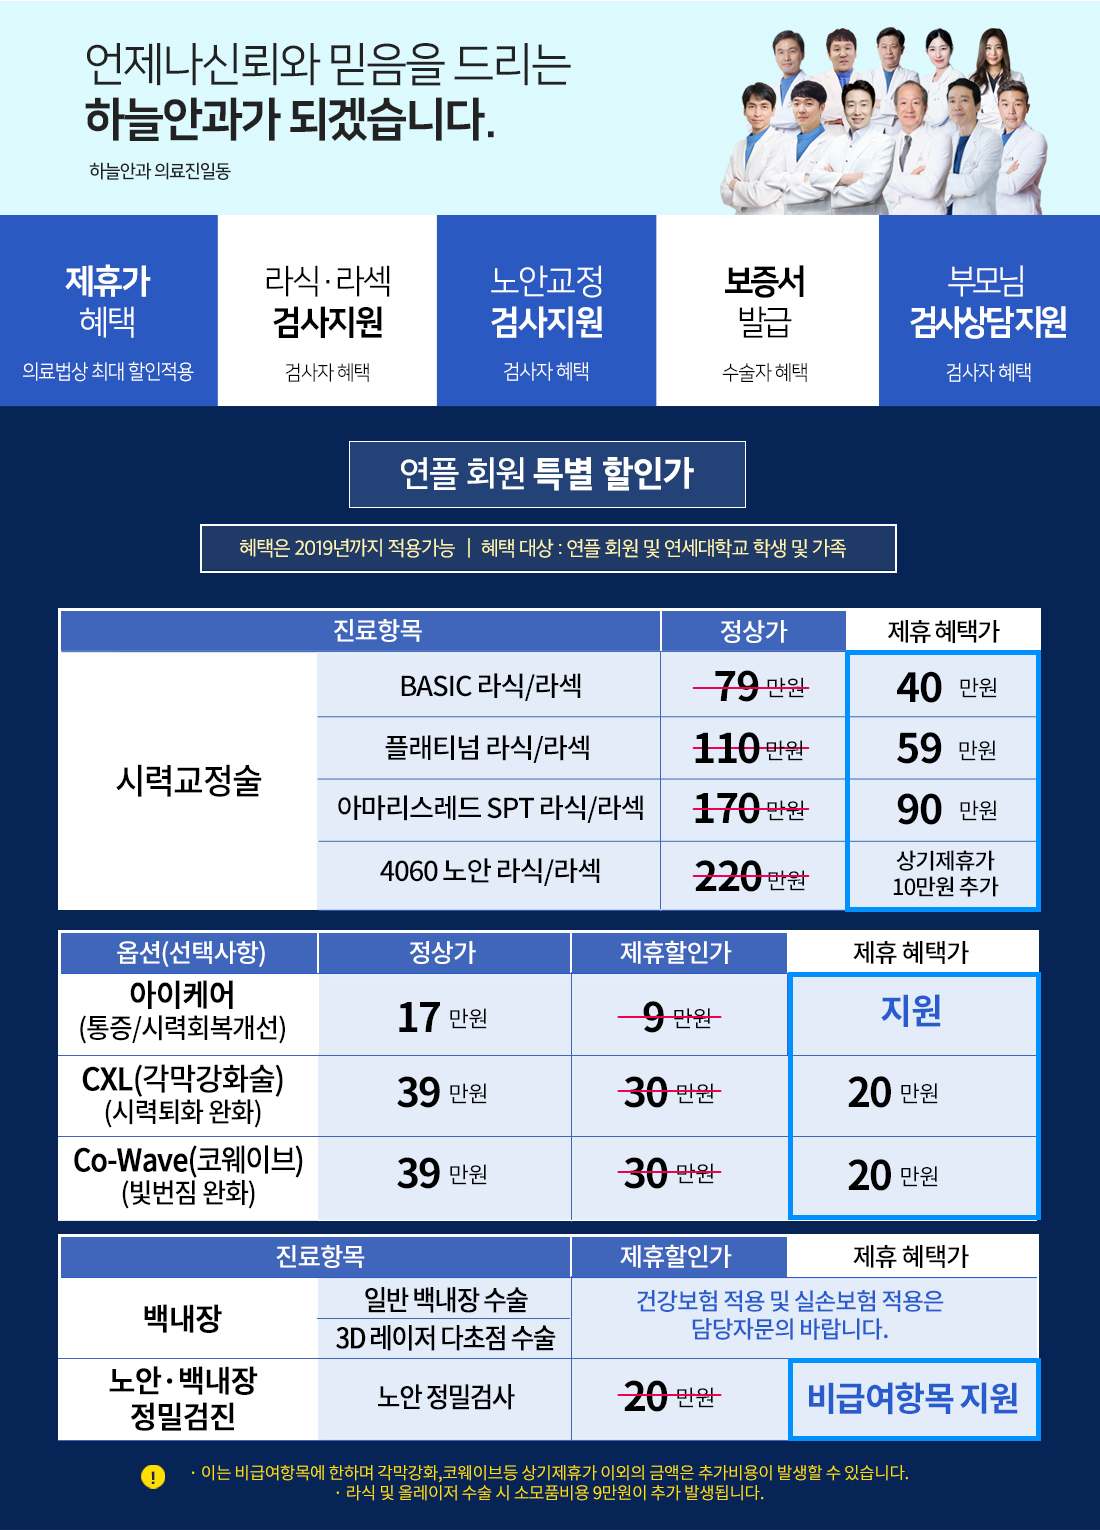 언제나신뢰와 믿음을 드리는
하늘안과가 되겠습니다.
하늘안과 의료진일동
제휴가
혜택
의료법상 최대 할인적용
라식·라섹
검사지원
검사자 혜택
노안교정
검사지원
검사자 혜택
보증서
발급
수술자 혜택
부모님
검사상담지원
검사자 혜택
연플 회원 특별 할인가
혜택은 2019년까지 적용가능 | 혜택 대상 : 연플 회원 및 연세대학교 학생 및 가족
진료항목 정상가 제휴 혜택가
시력교정술
BASIC 라식/라섹 79 만원 40 만원
플래티넘 라식/라섹 110 만원 59 만원
아마리스레드 SPT 라식/라섹 170 만원 90 만원
4060 노안 라식/라섹 220 만원 상기제휴가
10만원 추가
옵션(선택사항) 정상가 제휴할인가 제휴 혜택가
아이케어
(통증/시력회복개선) 17 만원 9 만원 지원
CXL(각막강화술)
(시력퇴화 완화) 39 만원 30 만원 20 만원
Co-Wave(코웨이브)
(빛번짐 완화) 39 만원 30 만원 20 만원
진료항목 제휴할인가 제휴 혜택가
백내장
일반 백내장 수술
3D 레이저 다초점 수술
건강보험 적용 및 실손보험 적용은
담당자문의 바랍니다.
노안·백내장
정밀검진
노안 정밀검사 20 만원 비급여항목 지원
! · 이는 비급여항목에 한하며 각막강화,코웨이브등 상기제휴가 이외의 금액은 추가비용이 발생할 수 있습니다.
· 라식 및 올레이저 수술 시 소모품비용 9만원이 추가 발생됩니다.